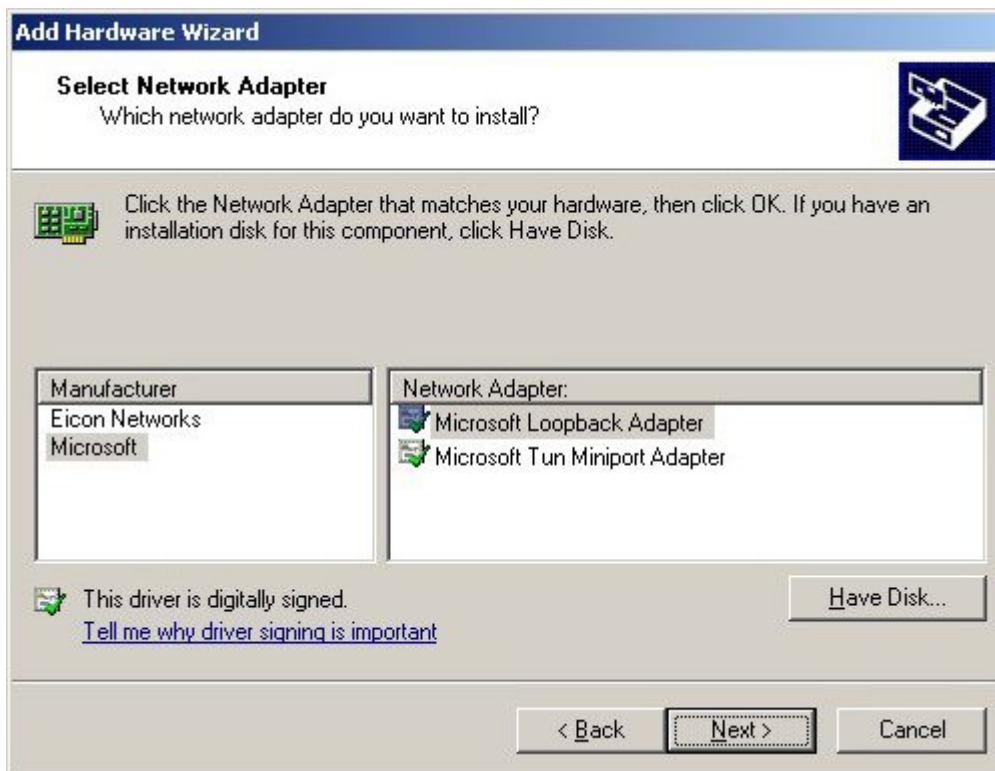 Add Hardware Wizard
Select Network Adapter
Which network adapter do you want to install?
Click the Network Adapter that matches your hardware, then click OK. If you have an
installation disk for this component, click Have Disk.
Manufacturer
Eicon Networks
Microsoft
Network Adapter:
Microsoft Loopback Adapter
Microsoft Tun Miniport Adapter
This driver is digitally signed.
Tell me why driver signing is important
Have Disk...
< Back
Next >
Cancel